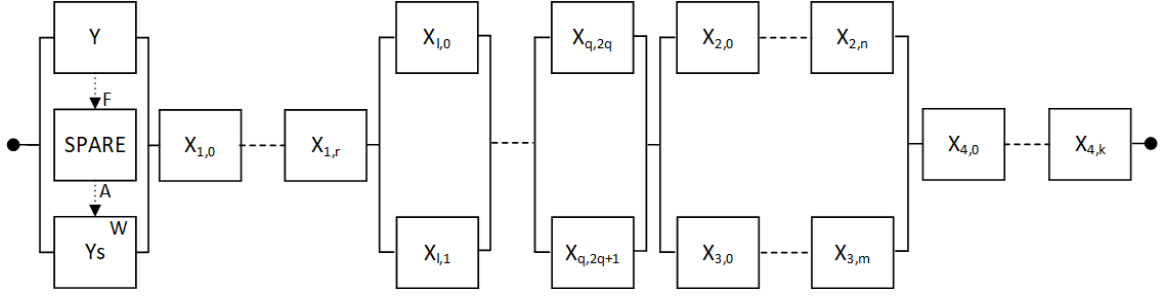 Y
F
SPARE
A
W
Ys
X1,0
X1,r
Xl,0
Xl,1
Xq,2q
Xq,2q+1
X2,0
X2,n
X3,0
X3,m
X4,0
X4,k